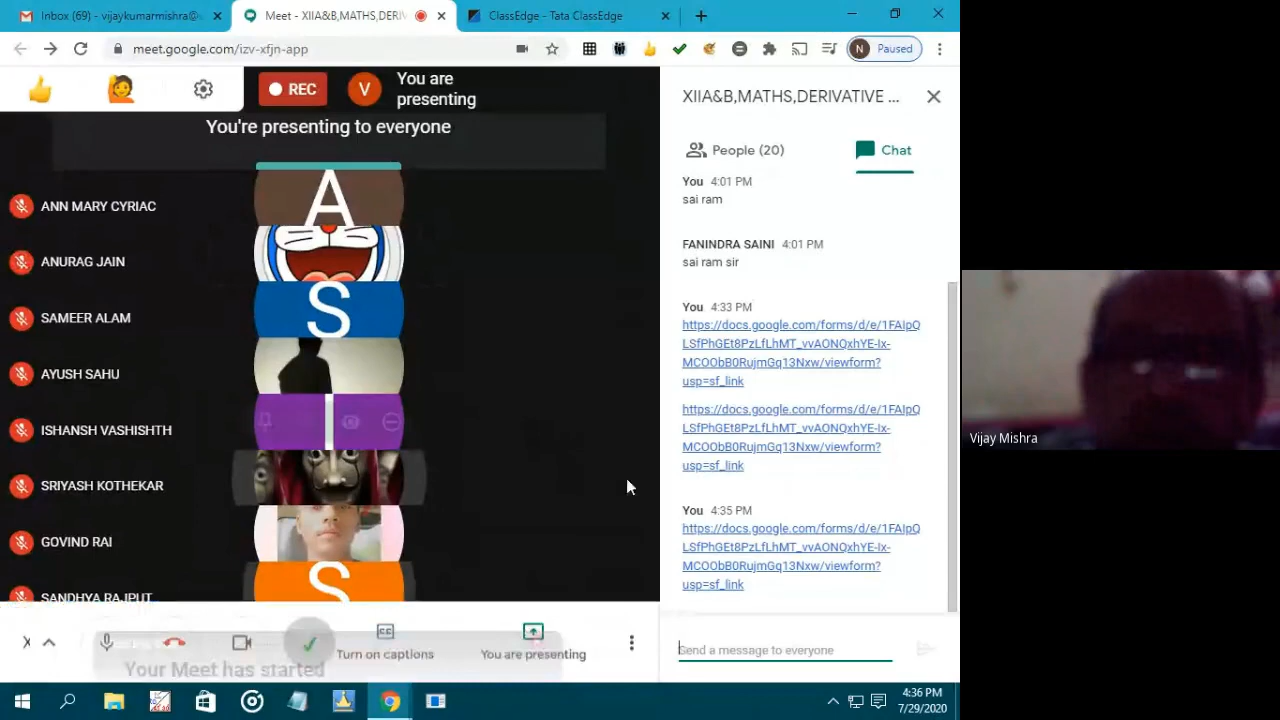 Inbox (69) - vijaykumarmishra@s
Meet - XIIA&B,MATHS,DERIV
ClassEdge - Tata ClassEdge
meet.google.com/izv-xfjn-app
N
Paused
REC
V
You are
presenting
You're presenting to everyone
A
ANN MARY CYRIAC
ANURAG JAIN
S
SAMEER ALAM
AYUSH SAHU
I
ISHANSH VASHISHTH
SRIYASH KOTHEKAR
GOVIND RAI
S
SANDHYA RAJPUT
Turn on captions
You are presenting
Your Meet has started
XIIA&B,MATHS,DERIVATIVE ...
People (20)
Chat
You 4:01 PM
sai ram
FANINDRA SAINI 4:01 PM
sai ram sir
You 4:33 PM
https://docs.google.com/forms/d/e/1FAIpQ
LSfPhGEt8PzLfLhMT_vvAONQxhYE-Ix-
MCOObB0RujmGq13Nxw/viewform?
usp=sf_link
https://docs.google.com/forms/d/e/1FAIpQ
LSfPhGEt8PzLfLhMT_vvAONQxhYE-Ix-
MCOObB0RujmGq13Nxw/viewform?
usp=sf_link
You 4:35 PM
https://docs.google.com/forms/d/e/1FAIpQ
LSfPhGEt8PzLfLhMT_vvAONQxhYE-Ix-
MCOObB0RujmGq13Nxw/viewform?
usp=sf_link
Send a message to everyone
Vijay Mishra
4:36 PM
7/29/2020